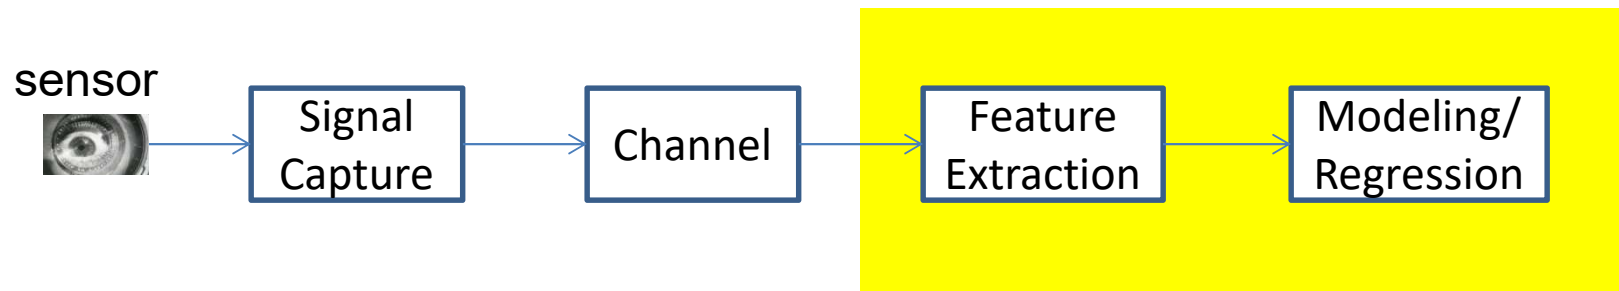 sensor
Signal
Capture
Channel
Feature
Extraction
Modeling/
Regression